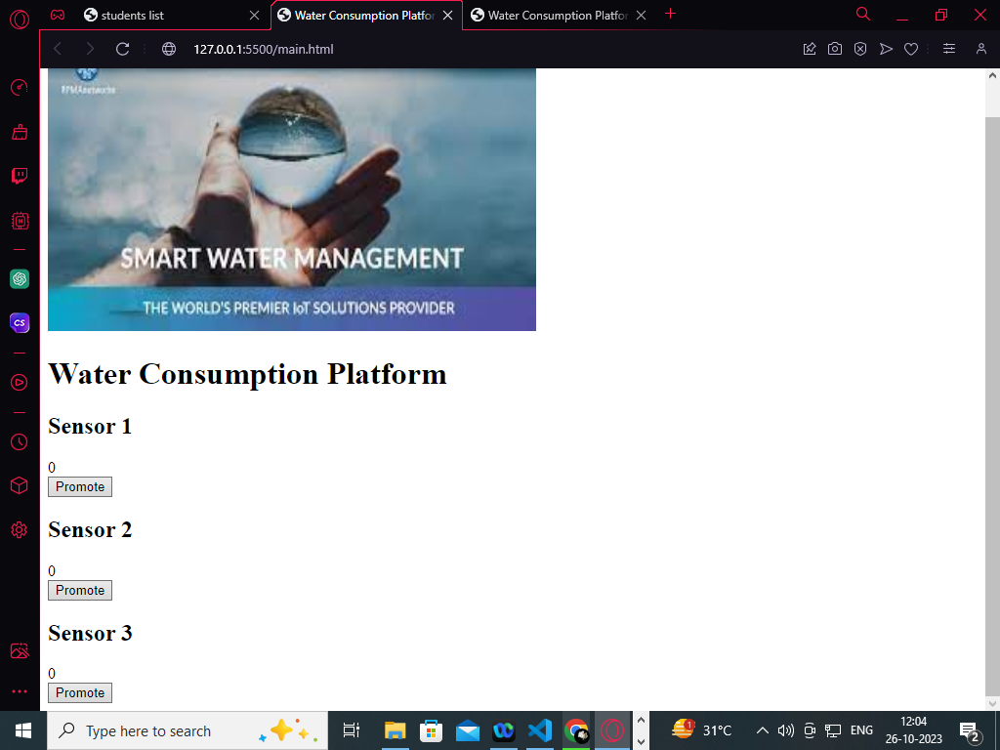 students list
Water Consumption Platfor
Water Consumption Platfo
127.0.0.1:5500/main.html
CS
SMART WATER MANAGEMENT
THE WORLD'S PREMIER IoT SOLUTIONS PROVIDER
Water Consumption Platform
Sensor 1
0
Promote
Sensor 2
0
Promote
Sensor 3
0
Promote
Type here to search
1
31°C
ENG
12:04
26-10-2023
2